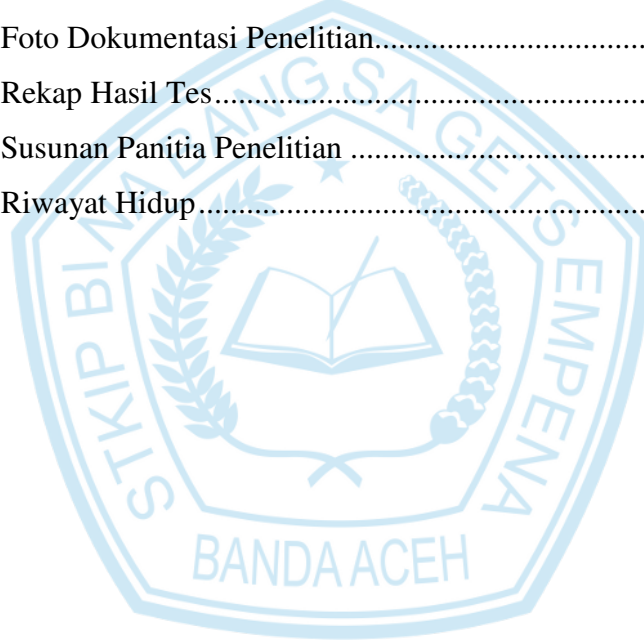 Foto Dokumentasi Penelitian...................................
Rekap Hasil Tes.......................................................
Susunan Panitia Penelitian ......................................
Riwayat Hidup.........................................................
STKIP BINA BANGSA GETSEMPENA
BANDA ACEH